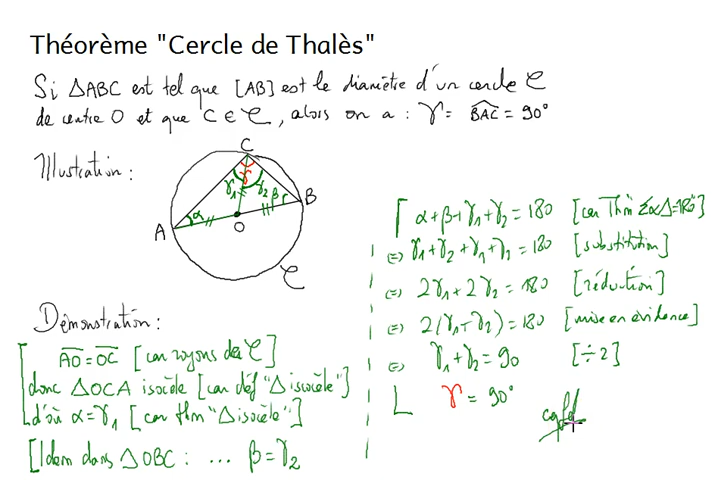 Théorème "Cercle de Thalès"
Si ΔABC est tel que [AB] est le diamètre d'un cercle 𝒞
de centre O et que C ∈ 𝒞, alors on a : γ = BAC = 90°
Illustration :
C
γ
γ₁ γ₂ β
α
B
A
O
𝒞
Démonstration :
AO = OC [car rayons de 𝒞]
donc ΔOCA isocèle [car déf "Δ isocèle"]
d'où α = γ₁ [car thm "Δ isocèle"]
[Idem dans ΔOBC : ... β = γ₂
α + β + γ₁ + γ₂ = 180 [car Thm Σ∝Δ=180°]
(=) γ₁ + γ₂ + γ₁ + γ₂ = 180 [substitution]
(=) 2γ₁ + 2γ₂ = 180 [réduction]
(=) 2(γ₁ + γ₂) = 180 [mise en évidence]
(=) γ₁ + γ₂ = 90 [÷2]
γ = 90°
cqfd